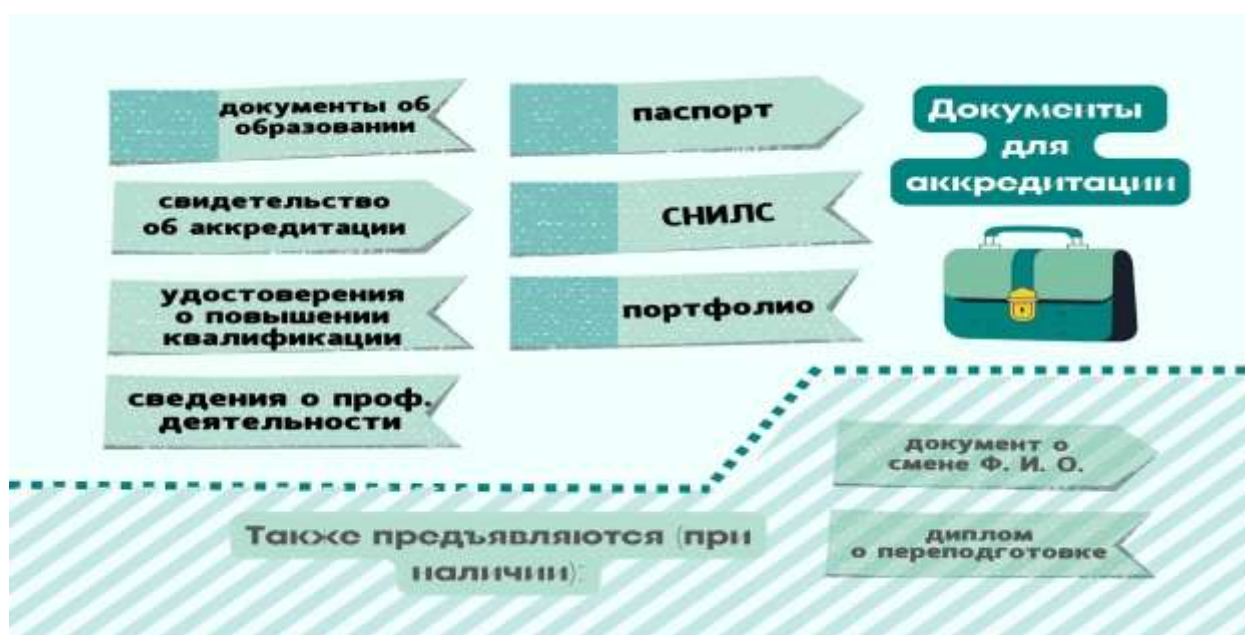 документы об
образовании
свидетельство
об аккредитации
удостоверения
о повышении
квалификации
сведения о проф.
деятельности
паспорт
СНИЛС
портфолио
Документы
для
аккредитации
Также предъявляются (при
наличии):
документ о
смене Ф. И. О.
диплом
о переподготовке